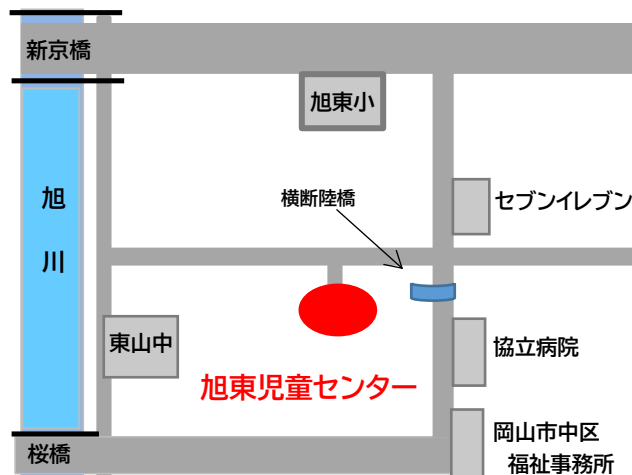 新京橋
旭東小
旭
川
横断陸橋
セブンイレブン
東山中
旭東児童センター
協立病院
岡山市中区
福祉事務所
桜橋